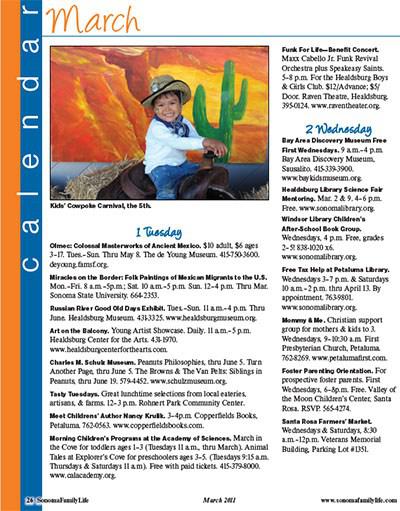 calendar
March
Kids' Cowpoke Carnival, the 5th.
1 Tuesday
Olmec: Colossal Masterworks of Ancient Mexico. $10 adult, $6 ages
3–17. Tues.–Sun. Thru May 8. The de Young Museum. 415-750-3600.
deyoung.famsf.org.
Miracles on the Border: Folk Paintings of Mexican Migrants to the U.S.
Mon.–Fri. 8 a.m.–5p.m.; Sat. 10 a.m.–5 p.m. Sun. 12–4 p.m. Thru Mar.
Sonoma State University. 664-2353.
Russian River Good Old Days Exhibit. Tues.–Sun. 11 a.m.–4 p.m. Thru
June. Healdsburg Museum. 431-3325. www.healdsburgmuseum.org.
Art on the Balcony. Young Artist Showcase. Daily. 11 a.m.–5 p.m.
Healdsburg Center for the Arts. 431-1970.
www.healdsburgcenterforthearts.com.
Charles M. Schulz Museum. Peanuts Philosophies, thru June 5. Turn
Another Page, thru June 5. The Browns & The Van Pelts: Siblings in
Peanuts, thru June 19. 579-4452. www.schulzmuseum.org.
Tasty Tuesdays. Great lunchtime selections from local eateries,
artisans, & farms. 12–3 p.m. Rohnert Park Community Center.
Meet Childrens' Author Nancy Krulik. 3–4p.m. Copperfields Books,
Petaluma. 762-0563. www.copperfieldsbooks.com.
Morning Children's Programs at the Academy of Sciences. March in
the Cove for toddlers ages 1–3 (Tuesdays 11 a.m., thru March). Animal
Tales at Explorer's Cove for preschoolers ages 3–5. (Tuesdays 9:15 a.m.
Thursdays & Saturdays 11 a.m). Free with paid tickets. 415-379-8000.
www.calacademy.org.
Funk For Life—Benefit Concert.
Maxx Cabello Jr. Funk Revival
Orchestra plus Speakeasy Saints.
5–8 p.m. For the Healdsburg Boys
& Girls Club. $12/Advance; $15/
Door. Raven Theatre, Healdsburg.
395-0124. www.raventheater.org.
2 Wednesday
Bay Area Discovery Museum Free
First Wednesdays. 9 a.m.–4 p.m.
Bay Area Discovery Museum,
Sausalito. 415-339-3900.
www.baykidsmuseum.org.
Healdsburg Library Science Fair
Mentoring. Mar. 2 & 9, 4–6 p.m.
Free. www.sonomalibrary.org.
Windsor Library Children's
After-School Book Group.
Wednesdays, 4 p.m. Free, grades
2–5! 838-1020 x6.
www.sonomalibrary.org.
Free Tax Help at Petaluma Library.
Wednesdays 3–7 p.m. & Saturdays
10 a.m.–2 p.m. thru April 13. By
appointment. 763-9801.
www.sonomalibrary.org.
Mommy & Me. Christian support
group for mothers & kids to 3.
Wednesdays, 9–10:30 a.m. First
Presbyterian Church, Petaluma.
762-8269. www.petalumafirst.com.
Foster Parenting Orientation. For
prospective foster parents. First
Wednesdays, 6–8p.m. Free. Valley of
the Moon Children's Center, Santa
Rosa. RSVP. 565-4274.
Santa Rosa Farmers' Market.
Wednesdays & Saturdays, 8:30
a.m.–12p.m. Veterans Memorial
Building, Parking Lot #1351.
26 SonomaFamilyLife
March 2011
www.sonomafamilylife.com